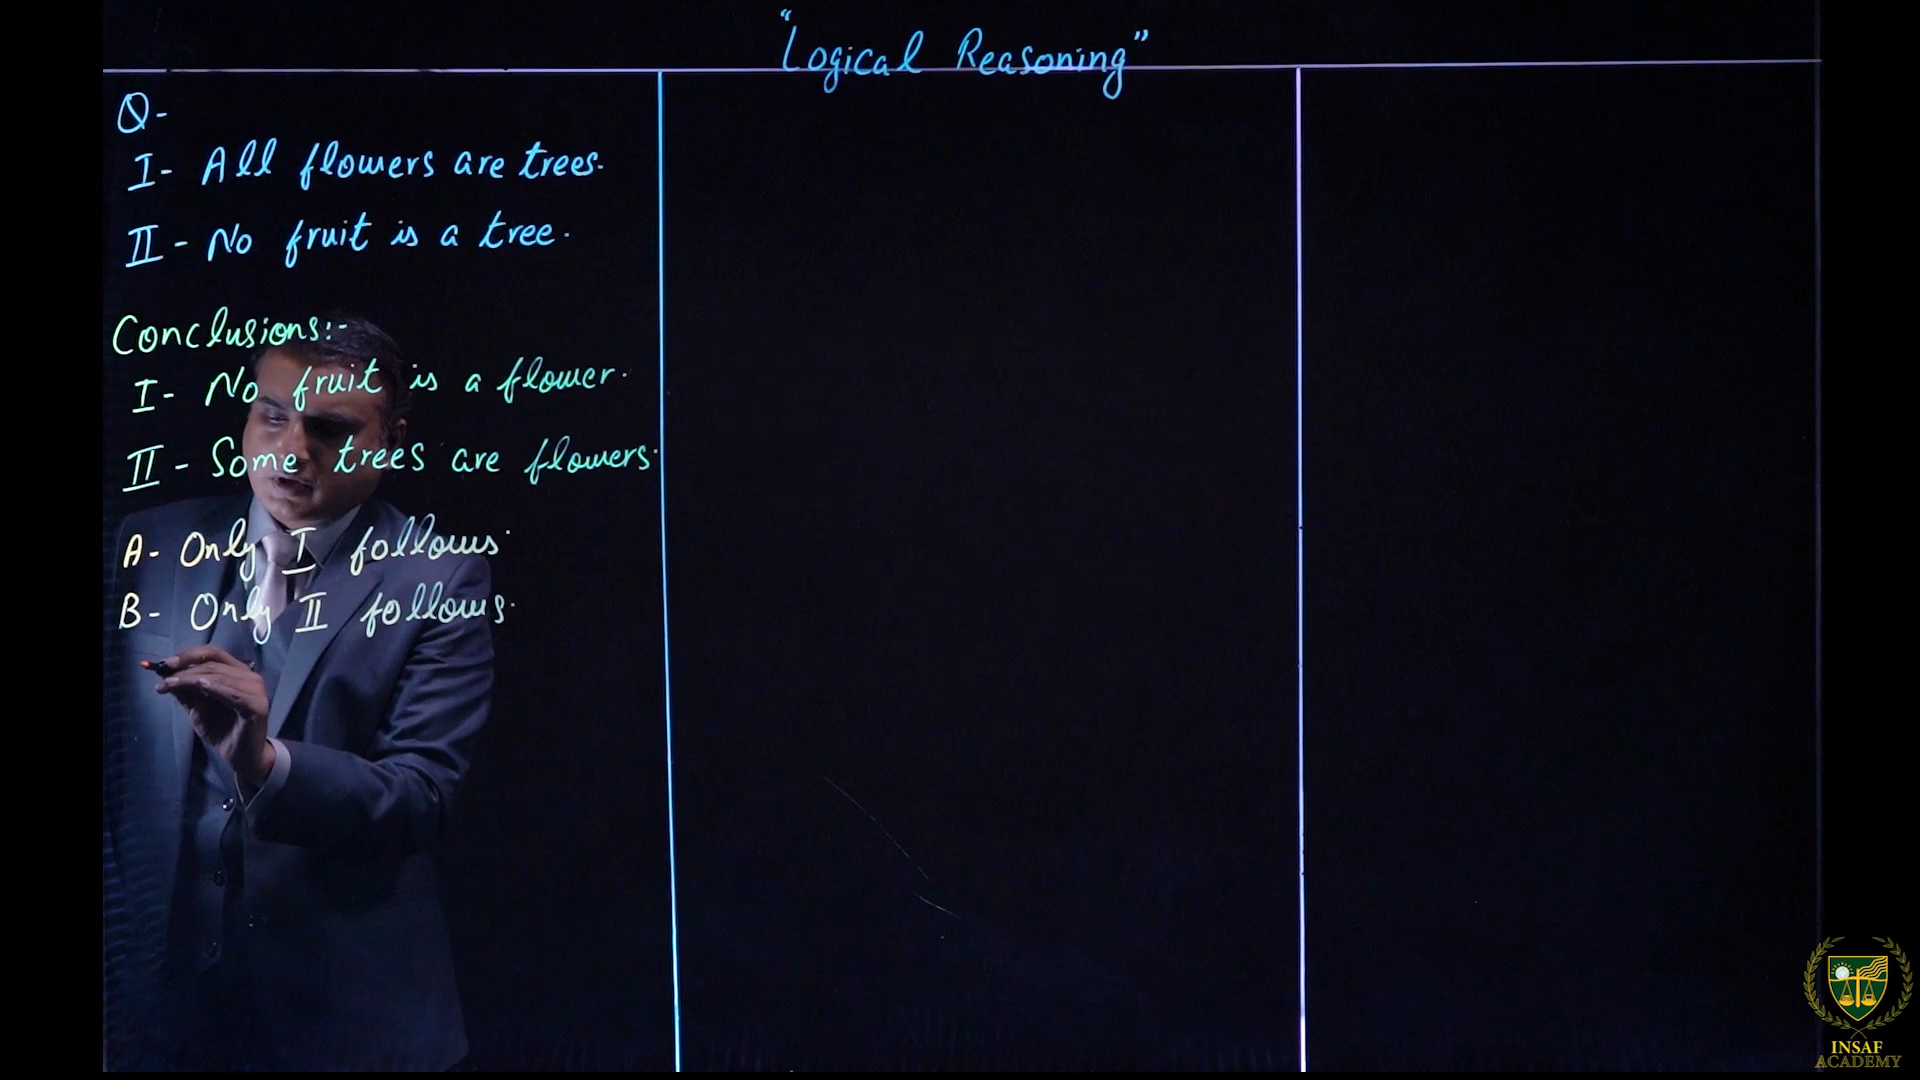 "Logical Reasoning"
Q-
I- All flowers are trees.
II- No fruit is a tree.
Conclusions:-
I- No fruit is a flower.
II- Some trees are flowers.
A- Only I follows.
B- Only II follows.
INSAF
ACADEMY